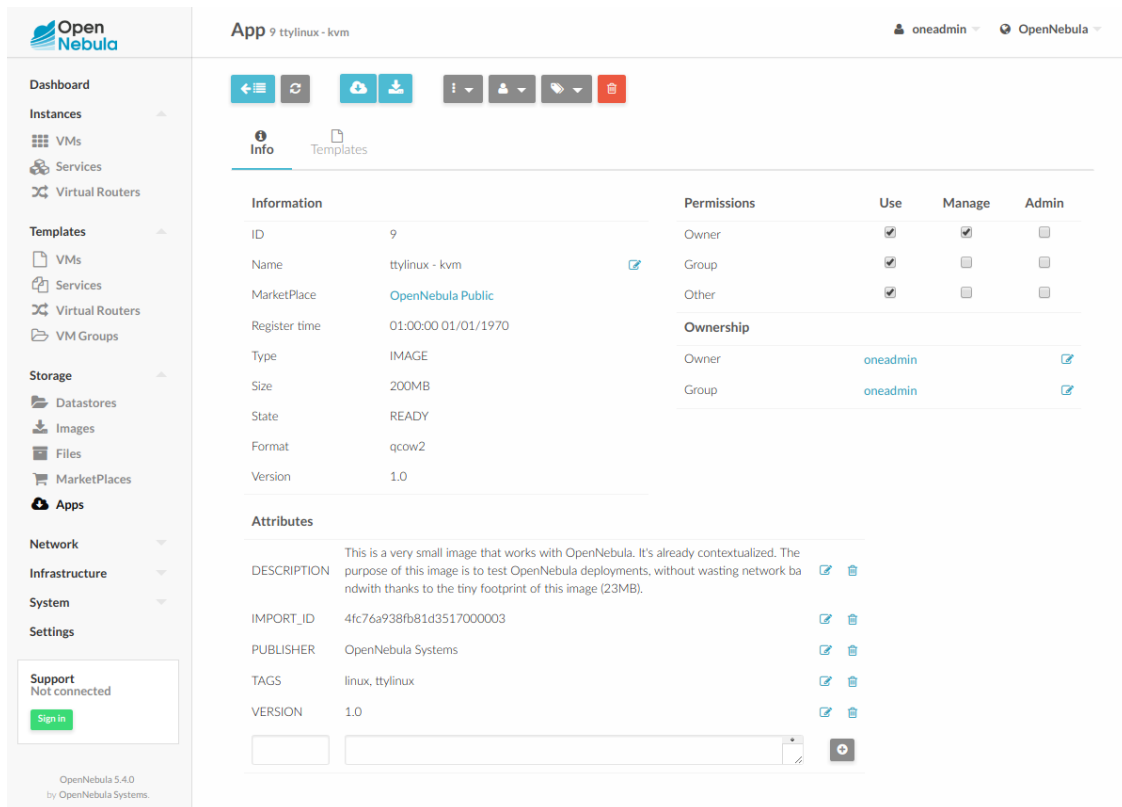 Open
Nebula
App 9 ttylinux - kvm
oneadmin
OpenNebula
Dashboard
Instances
VMs
Services
Virtual Routers
Templates
VMs
Services
Virtual Routers
VM Groups
Storage
Datastores
Images
Files
MarketPlaces
Apps
Network
Infrastructure
System
Settings
Support
Not connected
Sign in
OpenNebula 5.4.0
by OpenNebula Systems.
Info
Templates
Information
ID 9
Name ttylinux - kvm
MarketPlace OpenNebula Public
Register time 01:00:00 01/01/1970
Type IMAGE
Size 200MB
State READY
Format qcow2
Version 1.0
Permissions Use Manage Admin
Owner
Group
Other
Ownership
Owner oneadmin
Group oneadmin
Attributes
DESCRIPTION This is a very small image that works with OpenNebula. It's already contextualized. The
purpose of this image is to test OpenNebula deployments, without wasting network ba
ndwith thanks to the tiny footprint of this image (23MB).
IMPORT_ID 4fc76a938fb81d3517000003
PUBLISHER OpenNebula Systems
TAGS linux, ttylinux
VERSION 1.0